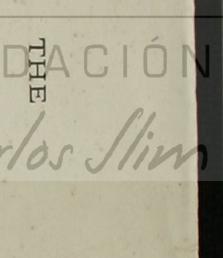 DACIÓN
THE
rlos Slim